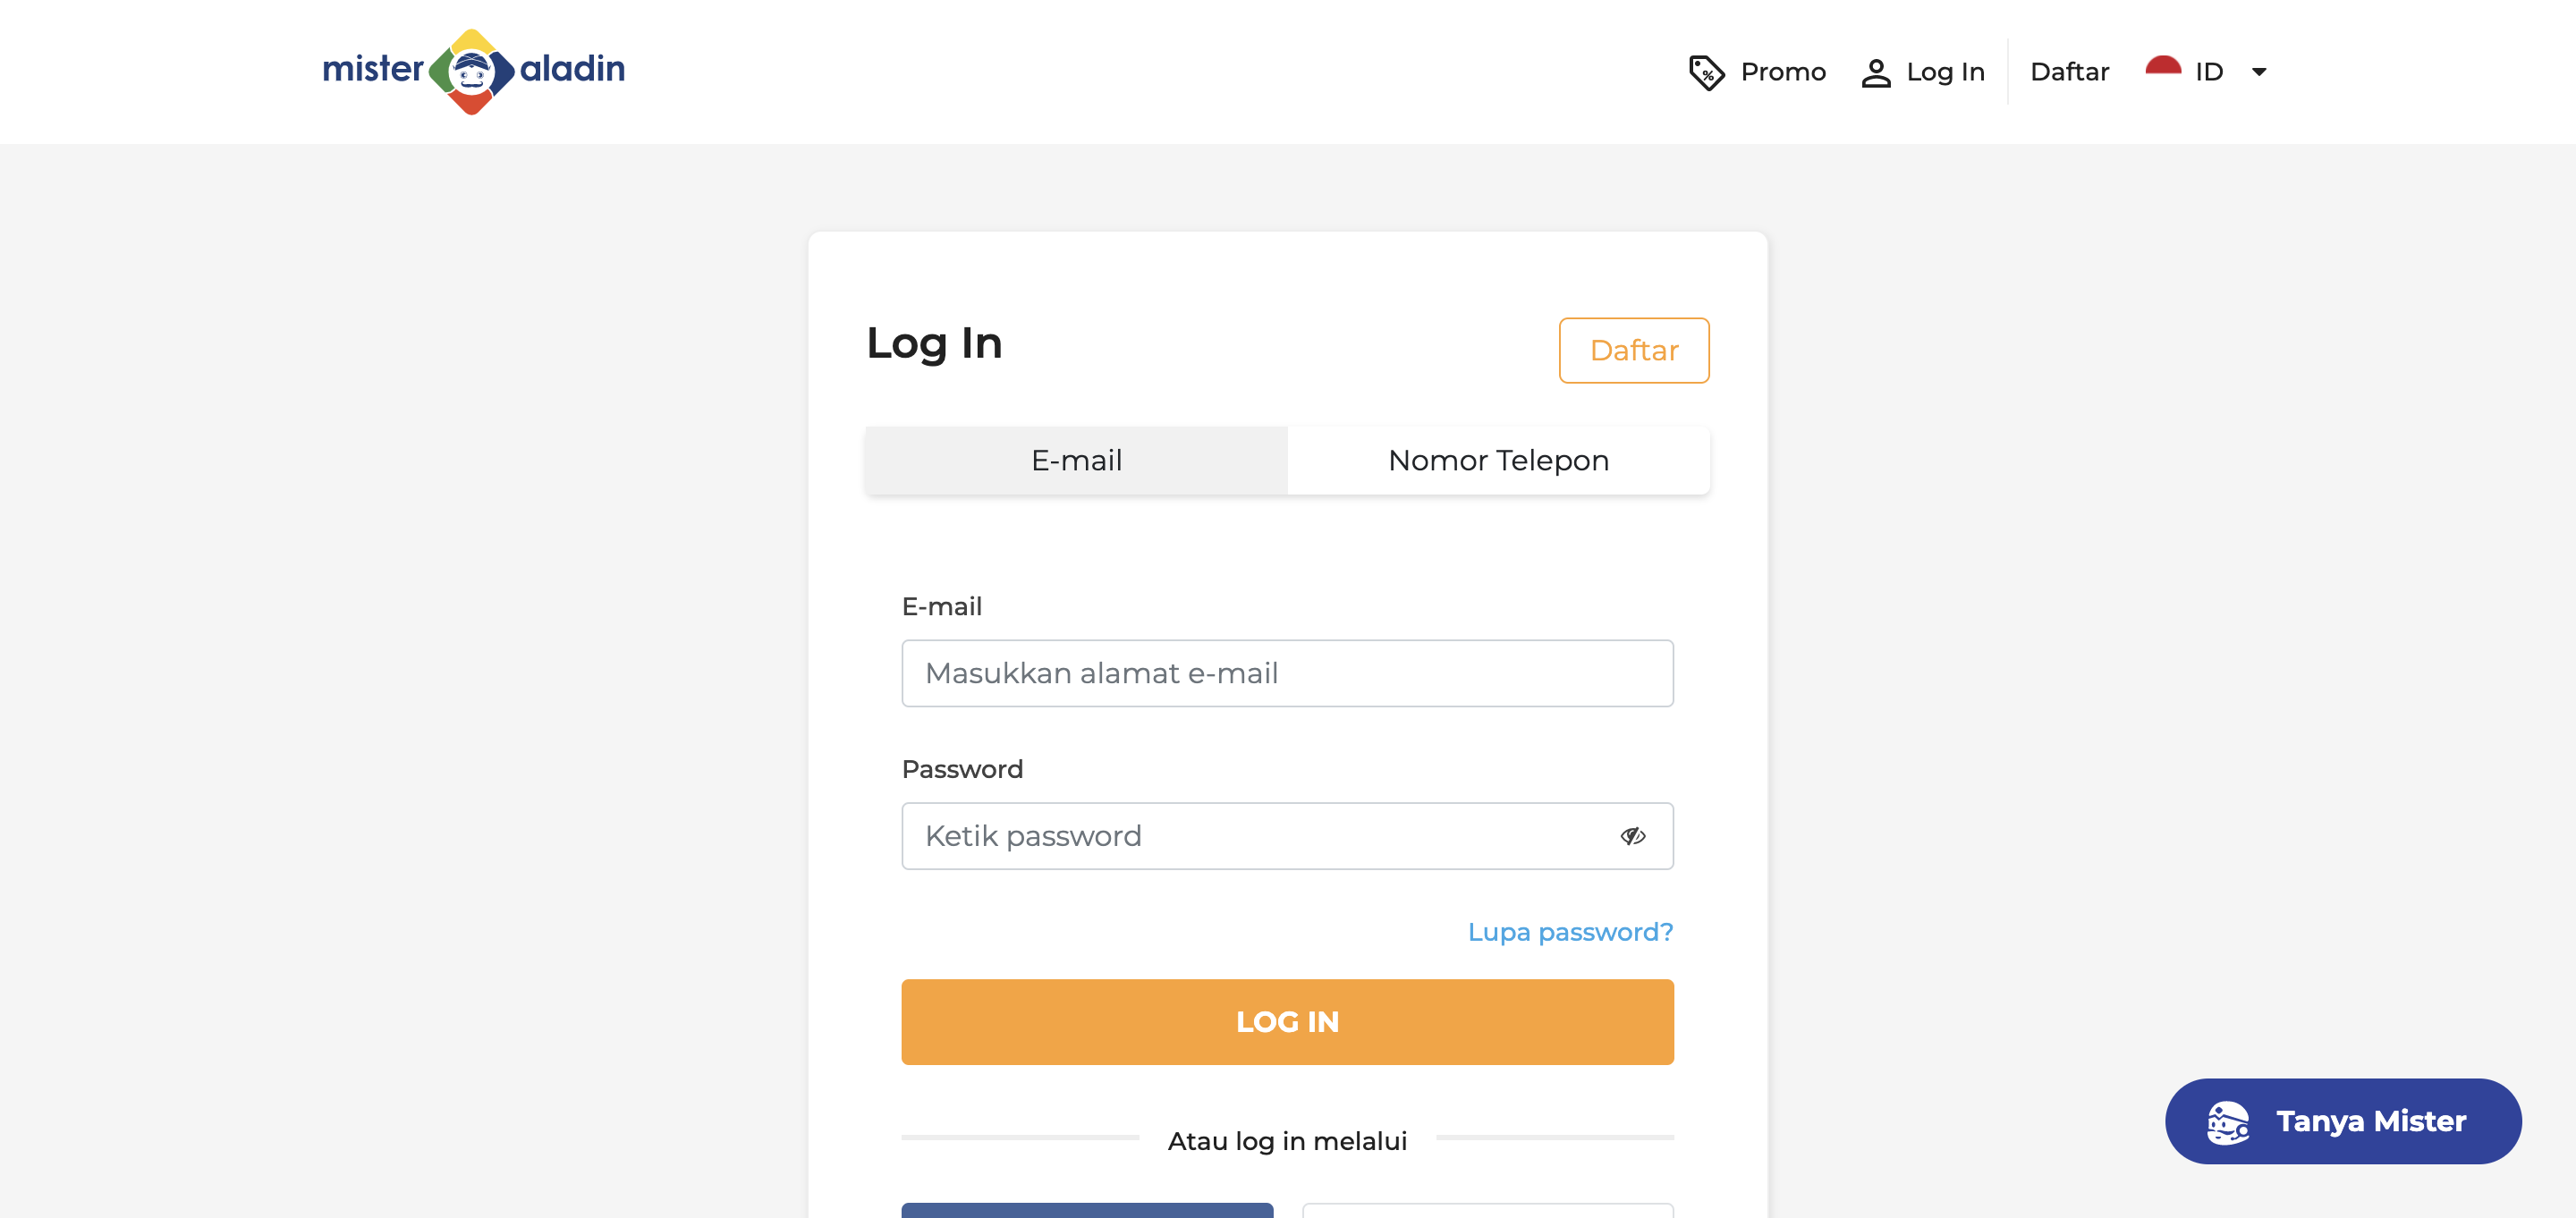 mister aladin
Promo
Log In
Daftar
ID
Log In
Daftar
E-mail
Nomor Telepon
E-mail
Masukkan alamat e-mail
Password
Ketik password
Lupa password?
LOG IN
Atau log in melalui
Tanya Mister